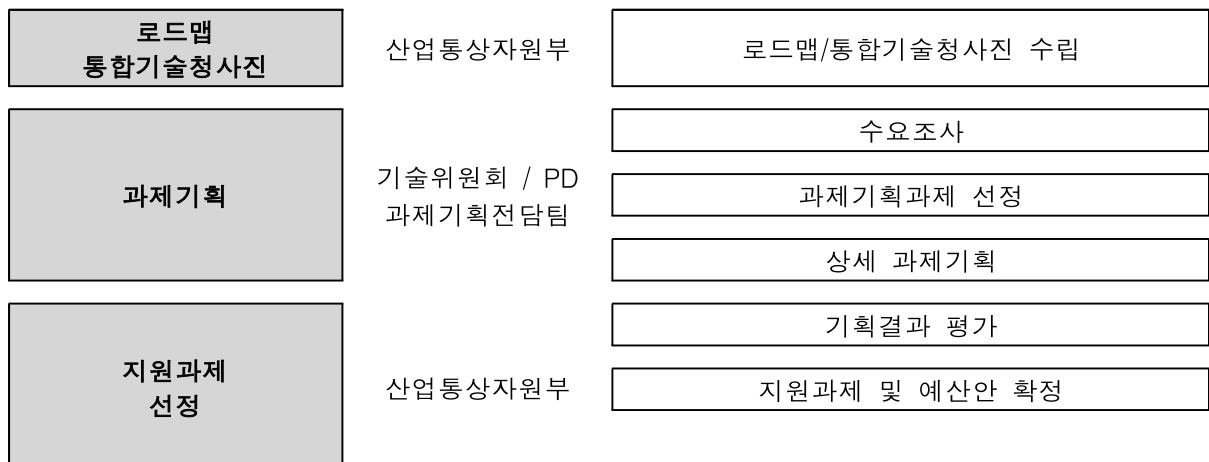 로드맵
통합기술청사진
산업통상자원부
로드맵/통합기술청사진 수립
과제기획
기술위원회 / PD
과제기획전담팀
수요조사
과제기획과제 선정
상세 과제기획
지원과제
선정
산업통상자원부
기획결과 평가
지원과제 및 예산안 확정